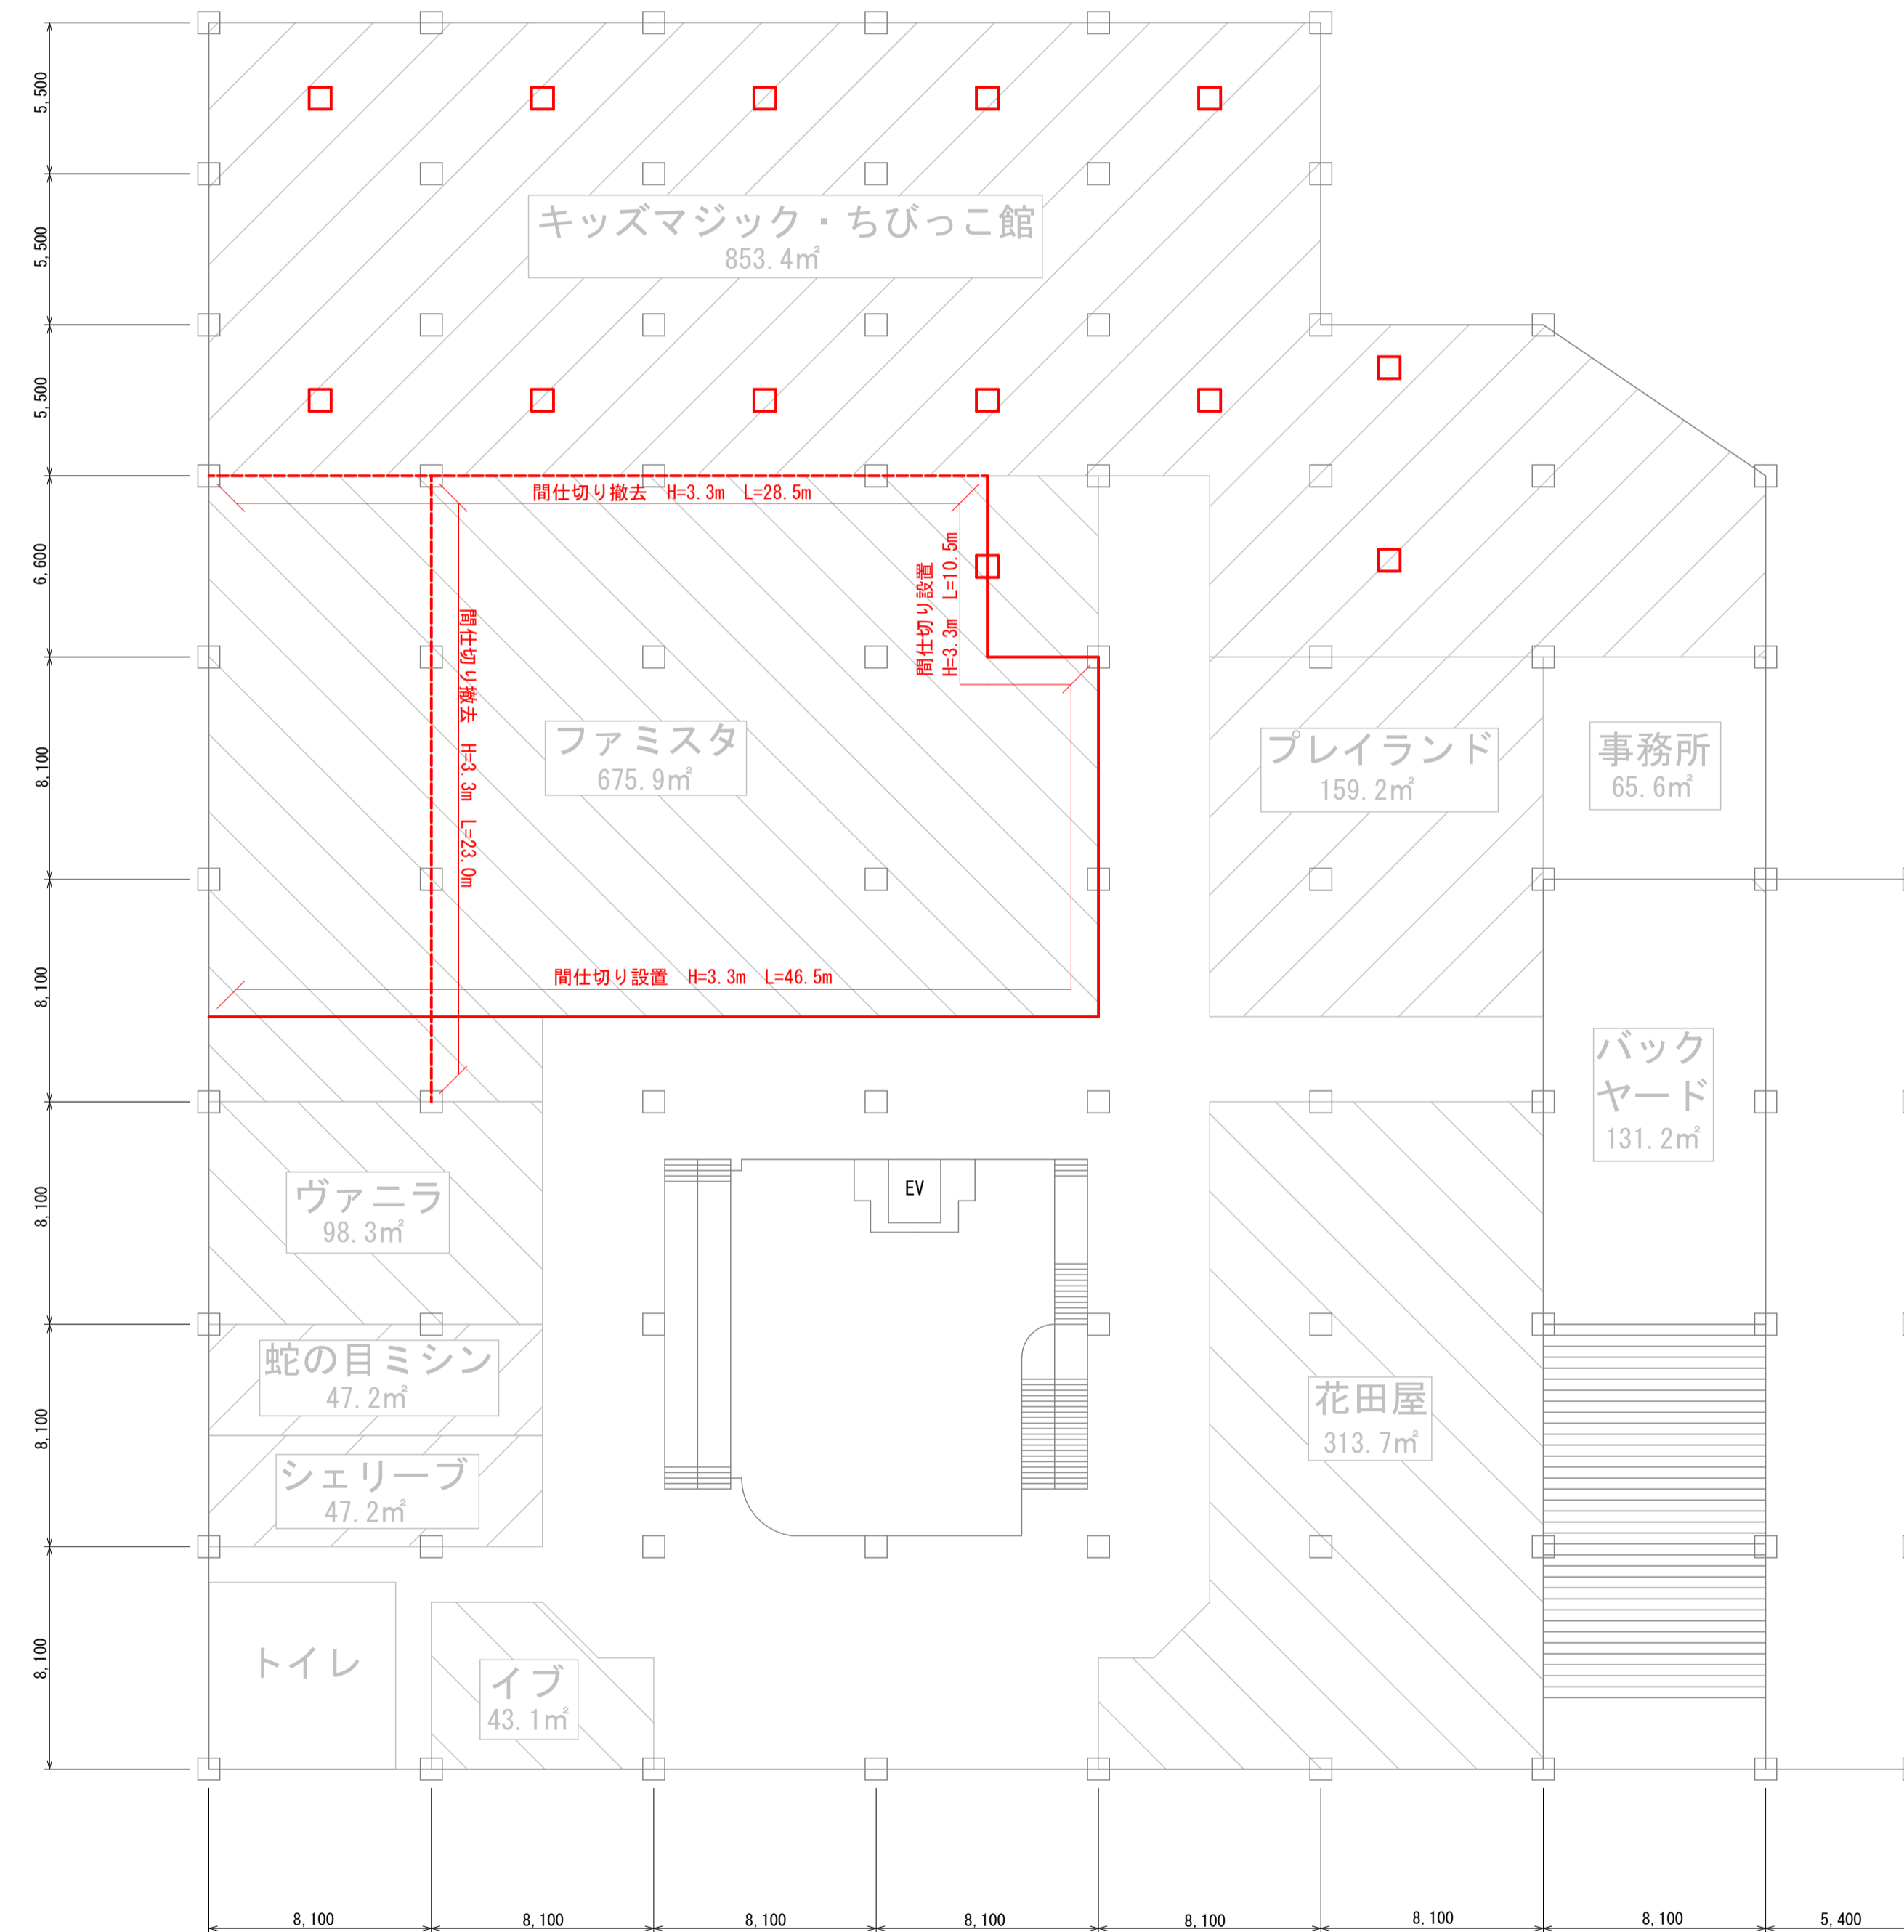 5,500
5,500
5,500
6,600
8,100
8,100
8,100
8,100
8,100
キッズマジック・ちびっこ館
853.4㎡
間仕切り撤去 H=3.3m L=28.5m
間仕切り設置
H=3.3m L=10.5m
間仕切り撤去 H=3.3m L=23.0m
ファミスタ
675.9㎡
プレイランド
159.2㎡
事務所
65.6㎡
間仕切り設置 H=3.3m L=46.5m
バック
ヤード
131.2㎡
EV
ヴァニラ
98.3㎡
蛇の目ミシン
47.2㎡
シェリーブ
47.2㎡
花田屋
313.7㎡
トイレ
イブ
43.1㎡
8,100
8,100
8,100
8,100
8,100
8,100
8,100
5,400